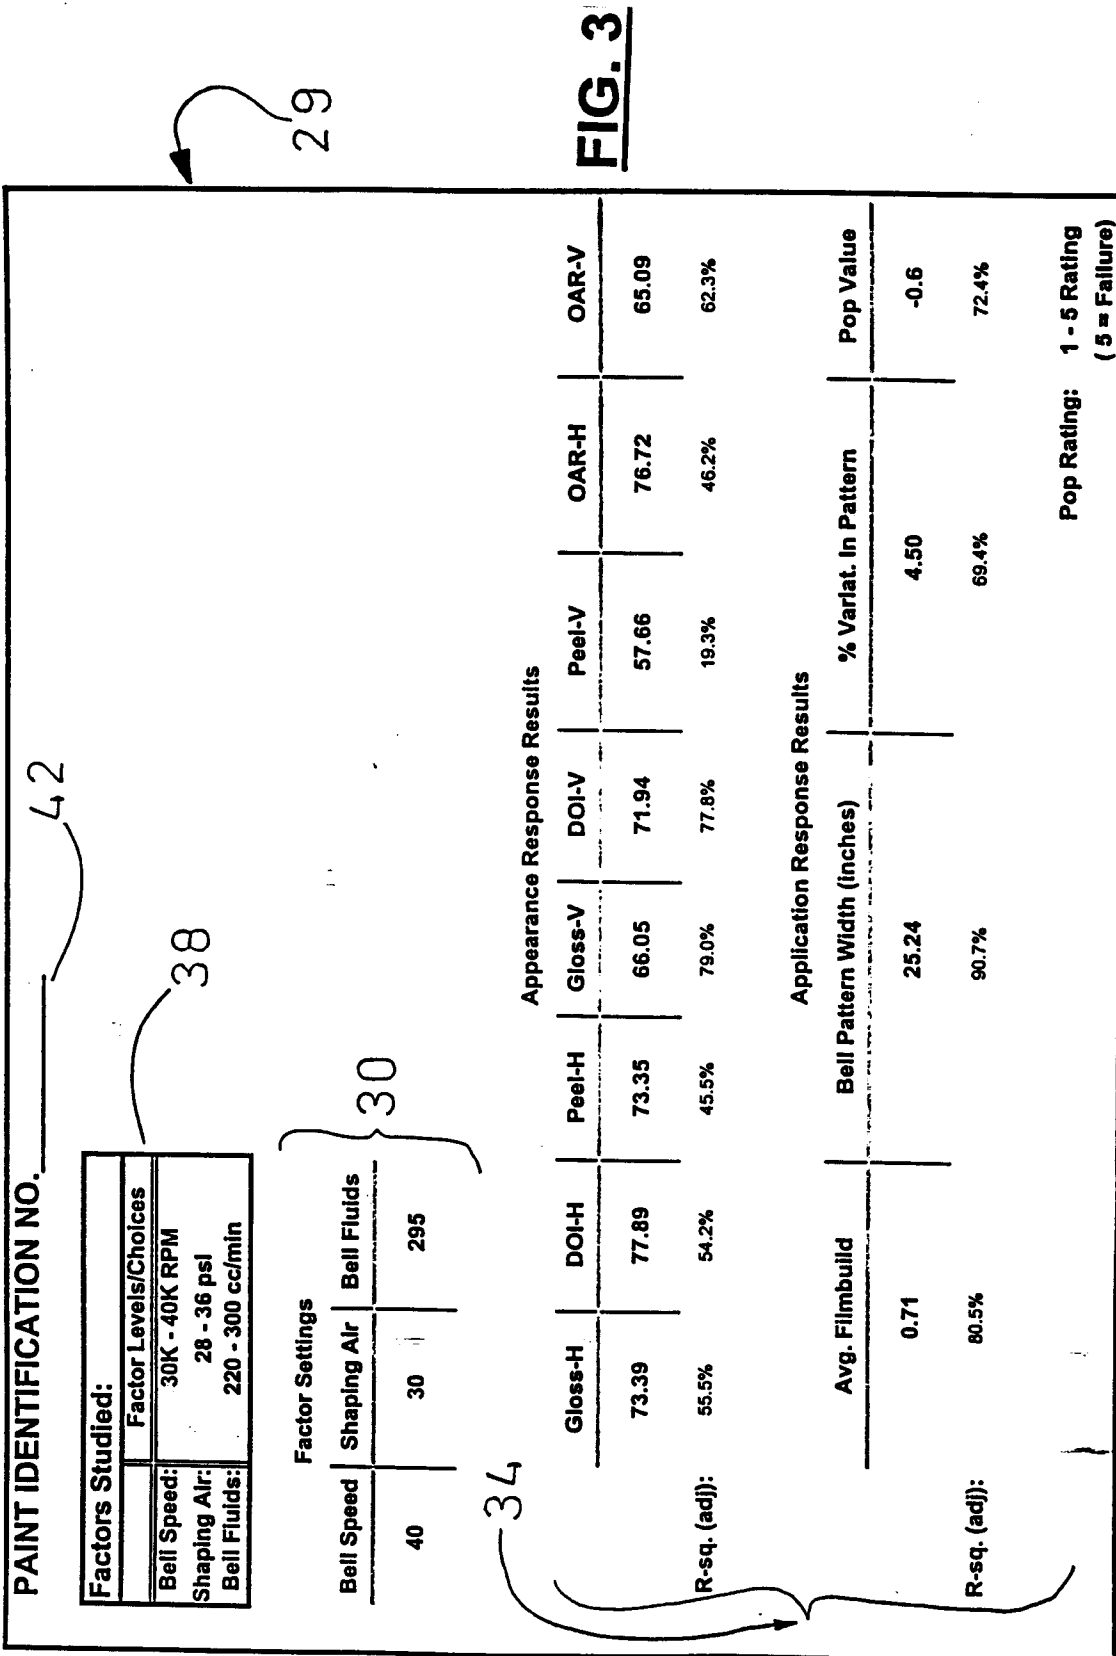 PAINT IDENTIFICATION NO.
42
Factors Studied:
Factor Levels/Choices
38
Bell Speed: 30K - 40K RPM
Shaping Air: 28 - 36 psi
Bell Fluids: 220 - 300 cc/min
29
Factor Settings
Bell Speed Shaping Air Bell Fluids
30
40 30 295
34
Appearance Response Results
Gloss-H DOI-H Peel-H Gloss-V DOI-V Peel-V OAR-H OAR-V
73.39 77.89 73.35 66.05 71.94 57.66 76.72 65.09
R-sq. (adj): 55.5% 54.2% 45.5% 79.0% 77.8% 19.3% 46.2% 62.3%
Application Response Results
Avg. Filmbuild Bell Pattern Width (inches) % Variat. In Pattern Pop Value
0.71 25.24 4.50 -0.6
R-sq. (adj): 80.5% 90.7% 69.4% 72.4%
Pop Rating: 1 - 5 Rating
( 5 = Failure)
FIG. 3